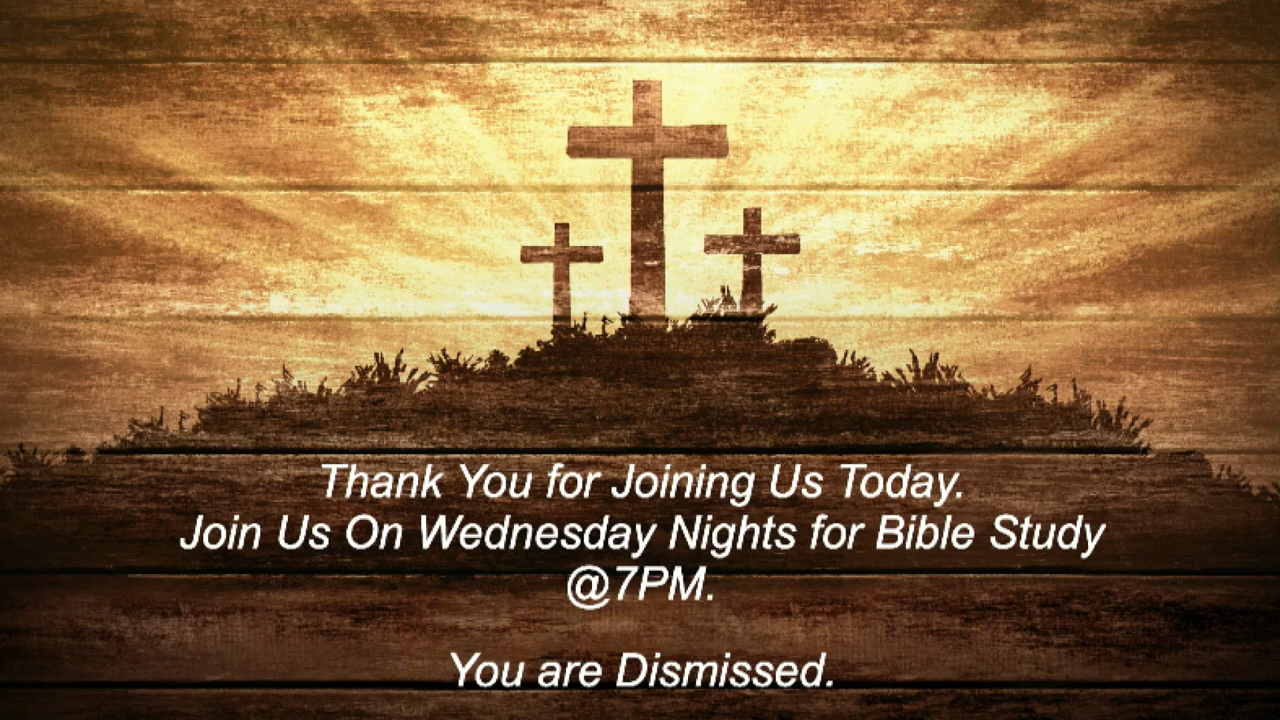 Thank You for Joining Us Today.
Join Us On Wednesday Nights for Bible Study
@7PM.
You are Dismissed.